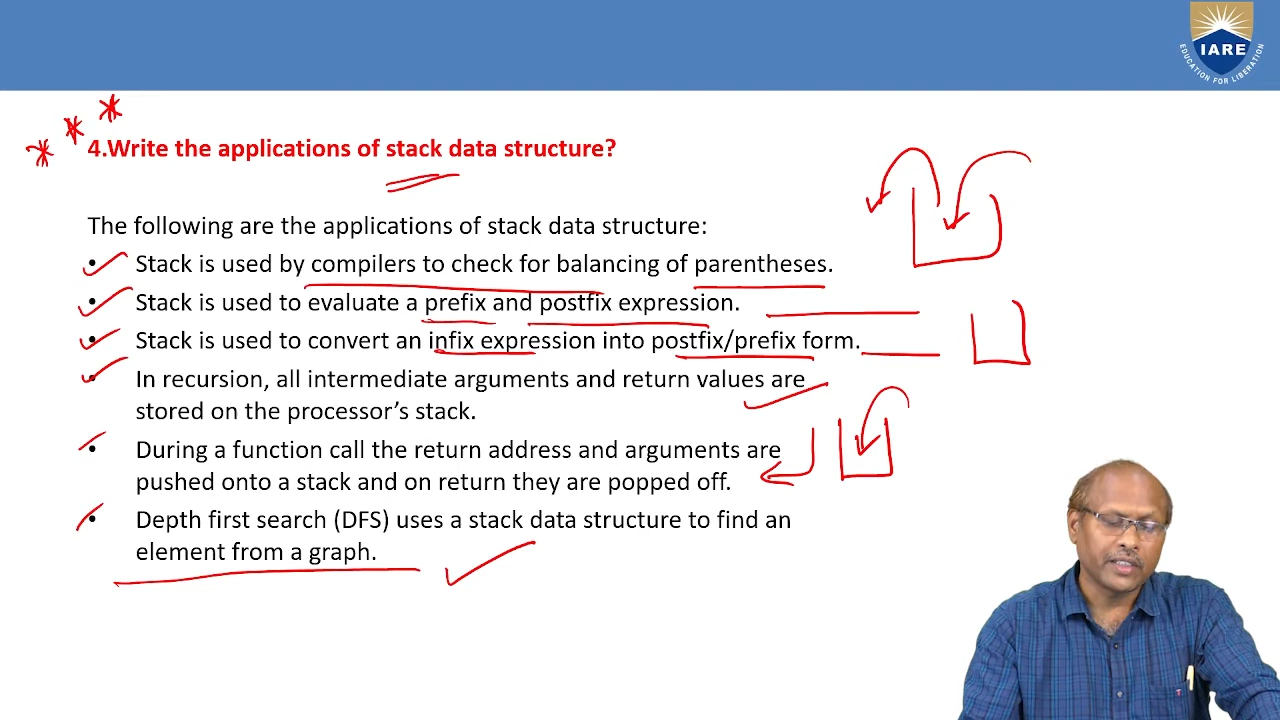 IARE
EDUCATION FOR LIBERATION
4.Write the applications of stack data structure?
The following are the applications of stack data structure:
• Stack is used by compilers to check for balancing of parentheses.
• Stack is used to evaluate a prefix and postfix expression.
• Stack is used to convert an infix expression into postfix/prefix form.
• In recursion, all intermediate arguments and return values are
stored on the processor’s stack.
• During a function call the return address and arguments are
pushed onto a stack and on return they are popped off.
• Depth first search (DFS) uses a stack data structure to find an
element from a graph.